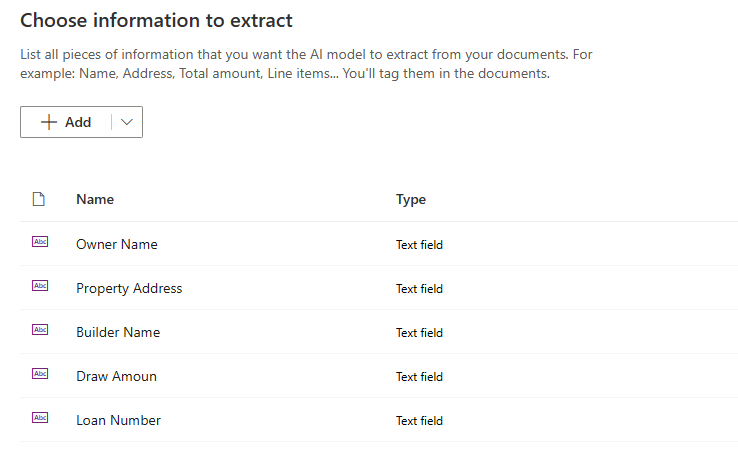 Choose information to extract
List all pieces of information that you want the AI model to extract from your documents. For
example: Name, Address, Total amount, Line items... You'll tag them in the documents.
Add
Name Type
Abc Owner Name Text field
Abc Property Address Text field
Abc Builder Name Text field
Abc Draw Amoun Text field
Abc Loan Number Text field